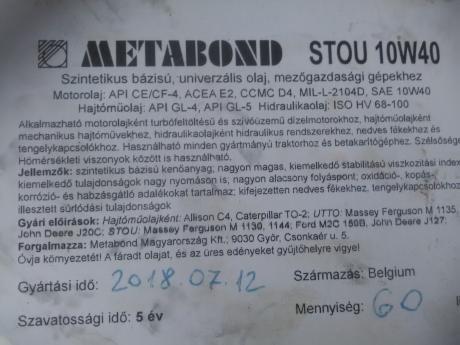 METABOND STOU 10W40
Szintetikus bázisú, univerzális olaj, mezőgazdasági gépekhez
Motorolaj: API CE/CF-4, ACEA E2, CCMC D4, MIL-L-2104D, SAE 10W40
Hajtóműolaj: API GL-4, API GL-5 Hidraulikaolaj: ISO HV 68-100
Alkalmazható motorolajként turbófeltöltésű és szívóüzemű dízelmotorokhoz, hajtóműolajként
mechanikus hajtóművekhez, hidraulikaolajként hidraulikus rendszerekhez, nedves fékekhez és
tengelykapcsolókhoz. Használható minden gyártmányú traktorhoz és betakarítógéphez. Szélsősége
Hőmérsékleti viszonyok között is használható.
Jellemzők: szintetikus bázisú kenőanyag; nagyon magas, kiemelkedő stabilitású viszkozitási index
kiemelkedő tulajdonságok nagy nyomáson is, nagyon alacsony folyáspont; oxidáció-, kopás-
korrózió- és habzásgátló adalékokat tartalmaz; kifejezetten nedves fékekhez, tengelykapcsolókhoz
illesztett súrlódási tulajdonságok
Gyári előírások: Hajtóműolajként: Allison C4, Caterpillar TO-2; UTTO: Massey Ferguson M 1135,
John Deere J20C; STOU: Massey Ferguson M 1130, 1144; Ford M2C 159B, John Deere J127;
Forgalmazza: Metabond Magyarország Kft.; 9030 Győr, Csonkaér u. 5.
Óvja környezetét! A fáradt olajat, és az üres edényeket gyűjtőhelyre vigye!
Gyártási idő: 2018.07.12 Származás: Belgium
Szavatossági idő: 5 év Mennyiség: 60